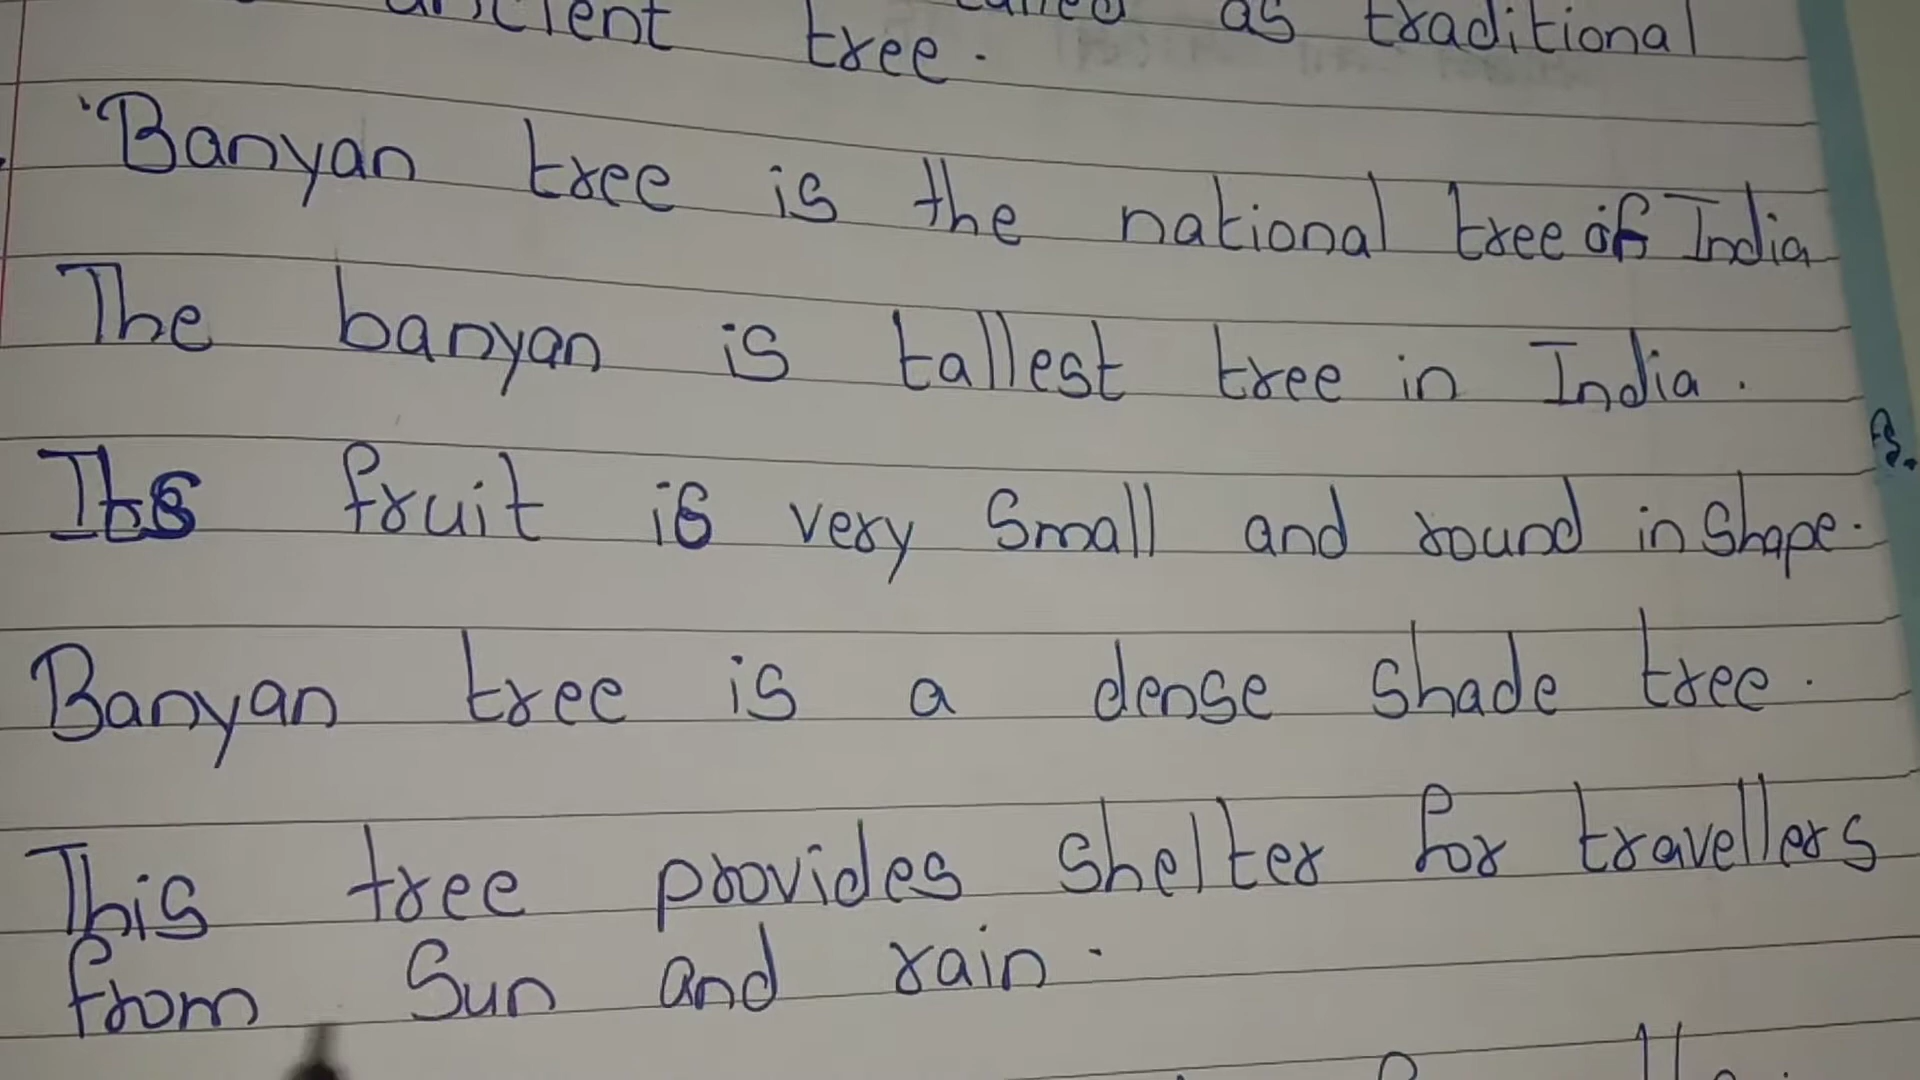 ancient tree. called as traditional
Banyan tree is the national tree of India
The banyan is tallest tree in India.
Its fruit is very small and round in shape.
Banyan tree is a dense shade tree.
This tree provides shelter for travellers
from sun and rain.